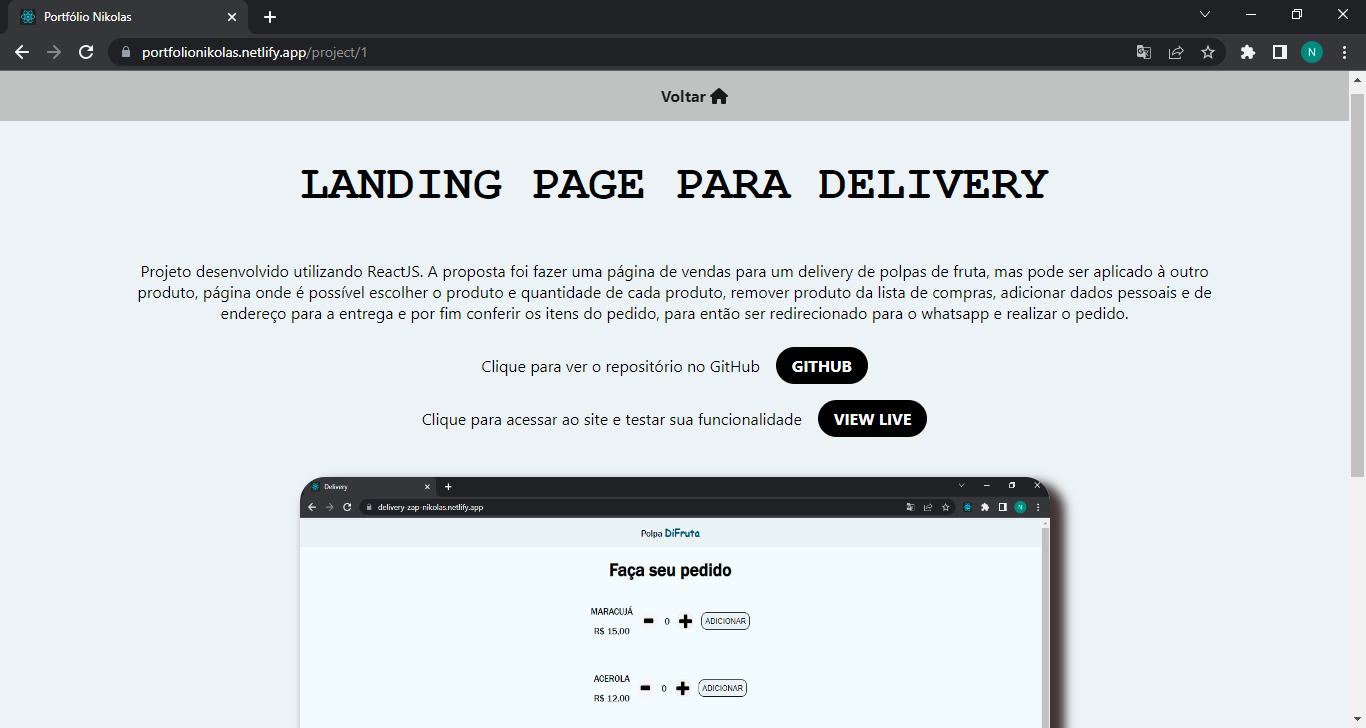 Portfólio Nikolas
portfolionikolas.netlify.app/project/1
N
Voltar
LANDING PAGE PARA DELIVERY
Projeto desenvolvido utilizando ReactJS. A proposta foi fazer uma página de vendas para um delivery de polpas de fruta, mas pode ser aplicado à outro
produto, página onde é possível escolher o produto e quantidade de cada produto, remover produto da lista de compras, adicionar dados pessoais e de
endereço para a entrega e por fim conferir os itens do pedido, para então ser redirecionado para o whatsapp e realizar o pedido.
Clique para ver o repositório no GitHub GITHUB
Clique para acessar ao site e testar sua funcionalidade VIEW LIVE
Delivery
delivery-zap-nikolas.netlify.app
N
Polpa DiFruta
Faça seu pedido
MARACUJÁ
R$ 15,00
0 ADICIONAR
ACEROLA
R$ 12,00
0 ADICIONAR